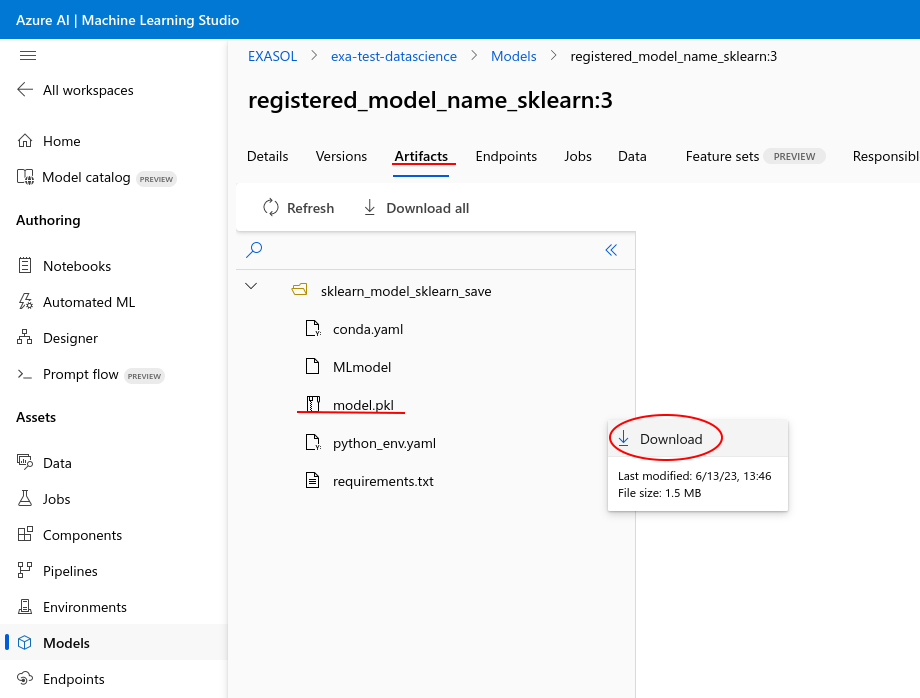 Azure AI | Machine Learning Studio
All workspaces
Home
Model catalog PREVIEW
Authoring
Notebooks
Automated ML
Designer
Prompt flow PREVIEW
Assets
Data
Jobs
Components
Pipelines
Environments
Models
Endpoints
EXASOL > exa-test-datascience > Models > registered_model_name_sklearn:3
registered_model_name_sklearn:3
Details Versions Artifacts Endpoints Jobs Data Feature sets PREVIEW Responsibl
Refresh Download all
sklearn_model_sklearn_save
conda.yaml
MLmodel
model.pkl
python_env.yaml
requirements.txt
Download
Last modified: 6/13/23, 13:46
File size: 1.5 MB